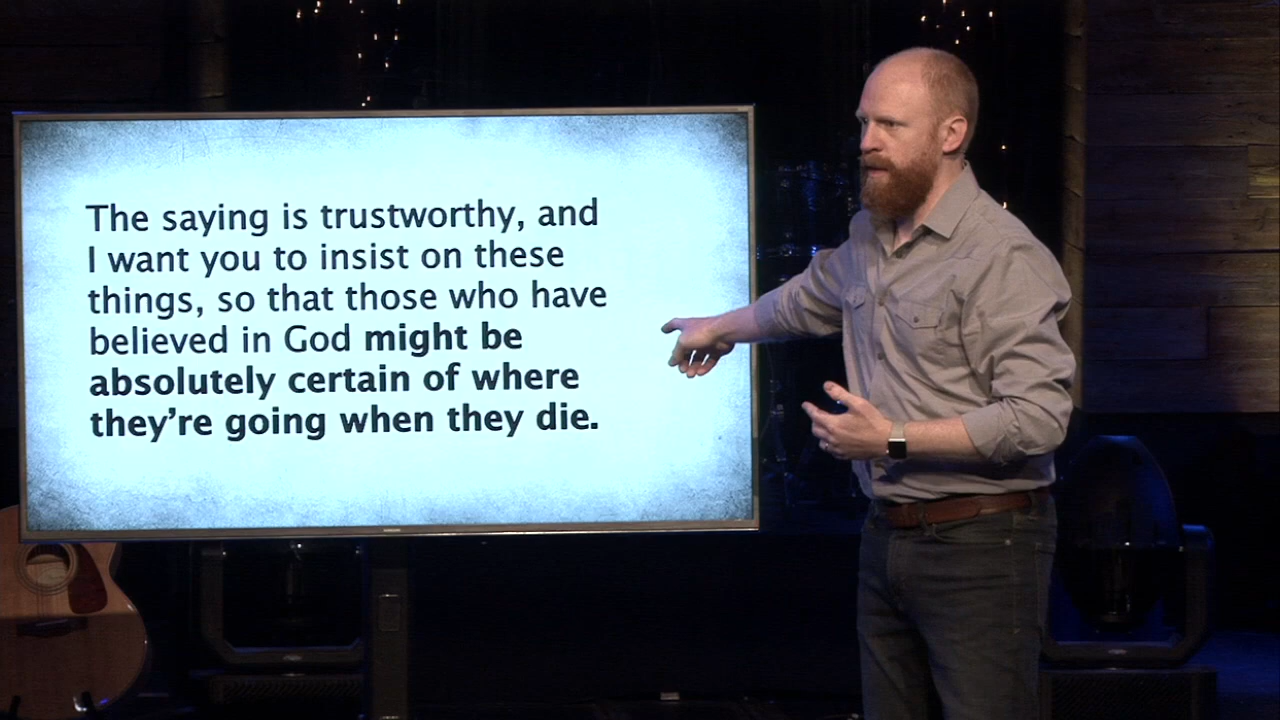 The saying is trustworthy, and
I want you to insist on these
things, so that those who have
believed in God might be
absolutely certain of where
they’re going when they die.